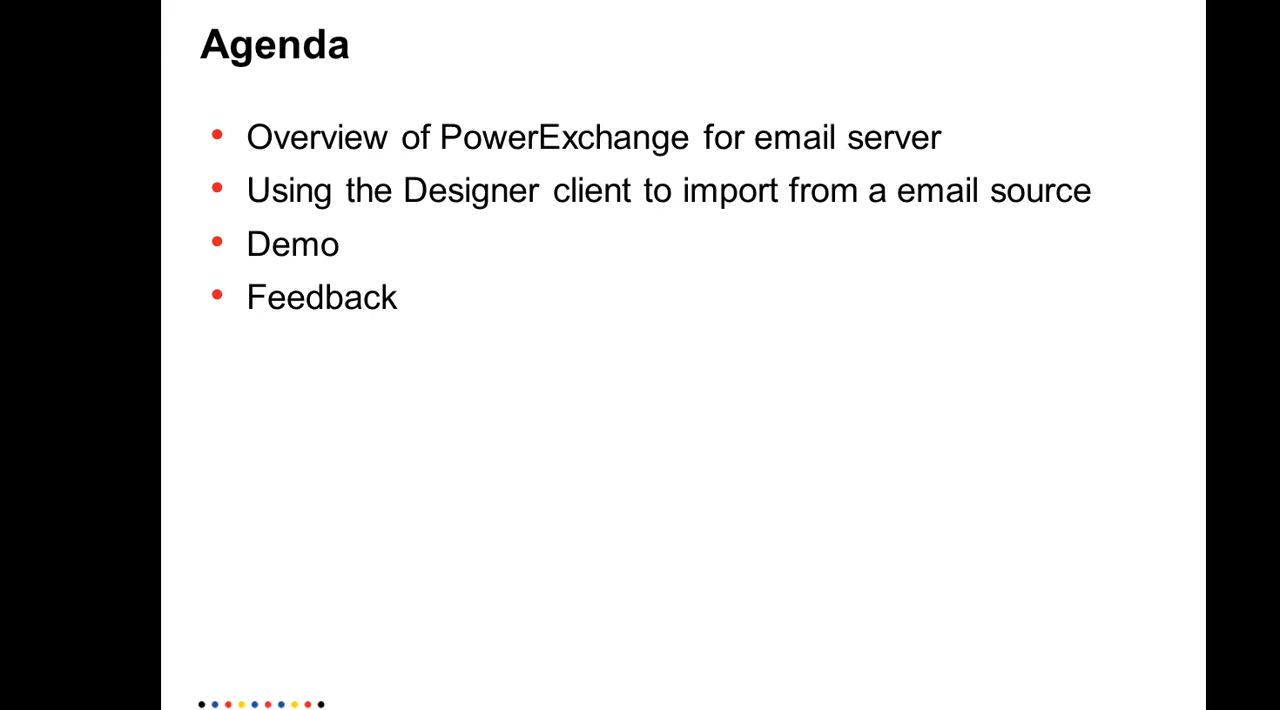 Agenda
• Overview of PowerExchange for email server
• Using the Designer client to import from a email source
• Demo
• Feedback